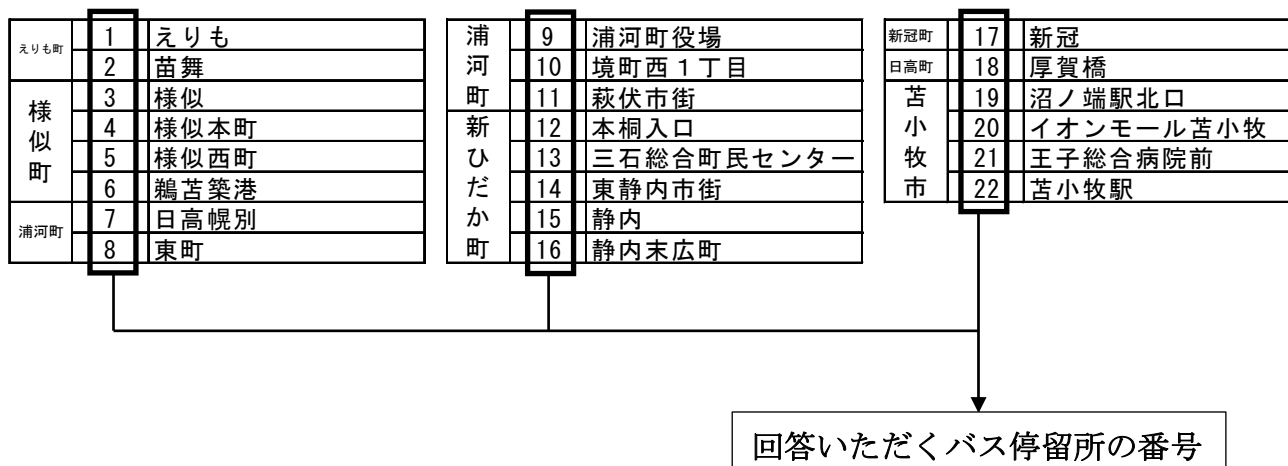 えりも町
1 えりも
2 苗舞
様似町
3 様似
4 様似本町
5 様似西町
6 鵜苫築港
浦河町
7 日高幌別
8 東町
浦河町
9 浦河町役場
10 境町西１丁目
11 萩伏市街
新ひだか町
12 本桐入口
13 三石総合町民センター
14 東静内市街
15 静内
16 静内末広町
新冠町
17 新冠
日高町
18 厚賀橋
苫小牧市
19 沼ノ端駅北口
20 イオンモール苫小牧
21 王子総合病院前
22 苫小牧駅
回答いただくバス停留所の番号